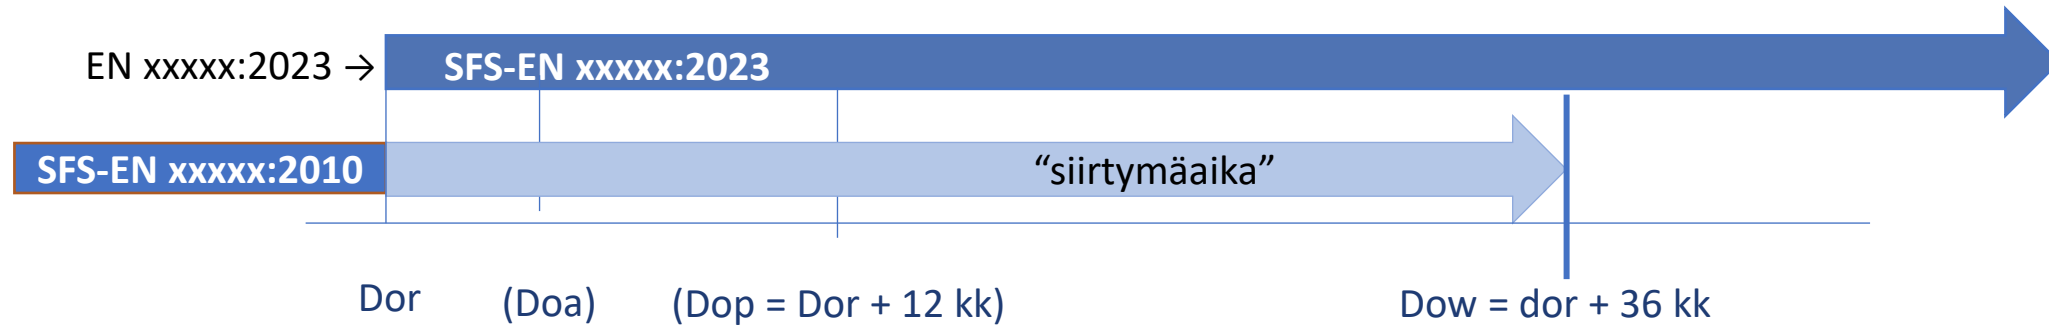 EN xxxxx:2023 → SFS-EN xxxxx:2023
SFS-EN xxxxx:2010 “siirtymäaika”
Dor (Doa) (Dop = Dor + 12 kk) Dow = dor + 36 kk